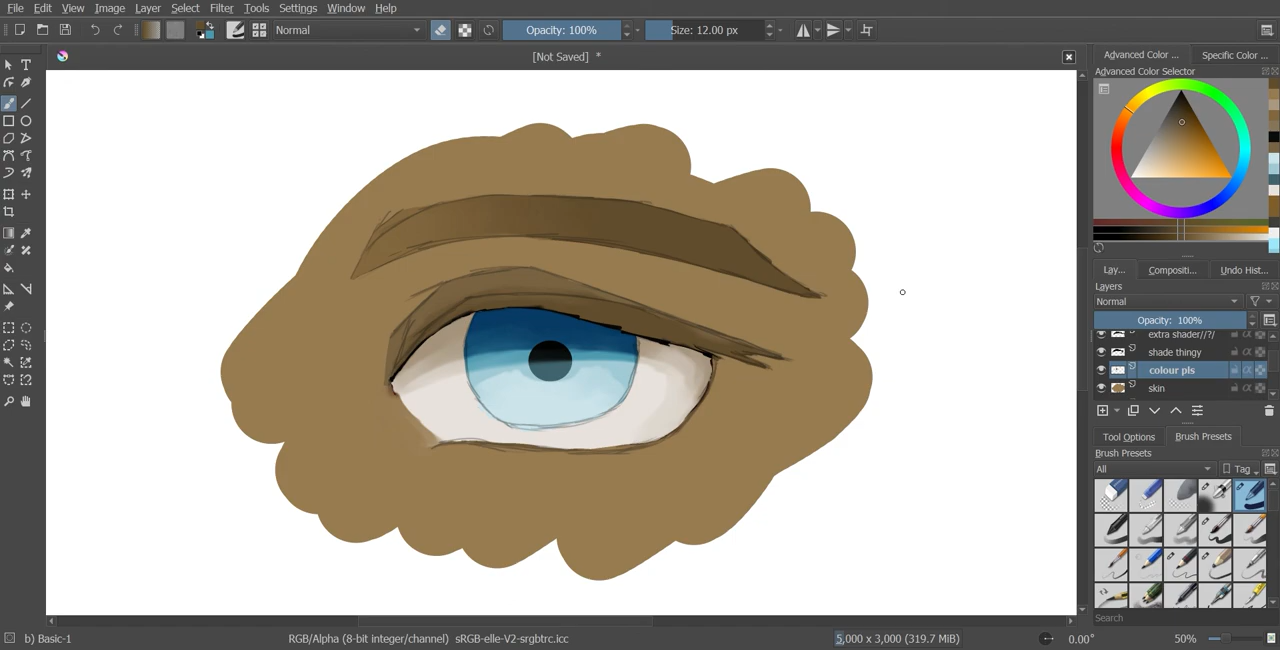 File Edit View Image Layer Select Filter Tools Settings Window Help
Normal Opacity: 100% Size: 12.00 px
[Not Saved] *
Advanced Color ... Specific Color ...
Advanced Color Selector
Lay... Compositi... Undo Hist...
Layers
Normal
Opacity: 100%
extra shader//?/
shade thingy
colour pls
skin
Tool Options Brush Presets
Brush Presets
All Tag
Search
b) Basic-1 RGB/Alpha (8-bit integer/channel) sRGB-elle-V2-srgbtrc.icc 5,000 x 3,000 (319.7 MiB) 0.00° 50%